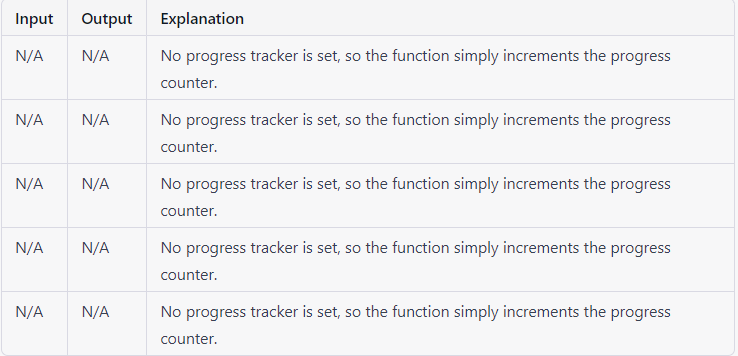 Input Output Explanation
N/A N/A No progress tracker is set, so the function simply increments the progress
counter.
N/A N/A No progress tracker is set, so the function simply increments the progress
counter.
N/A N/A No progress tracker is set, so the function simply increments the progress
counter.
N/A N/A No progress tracker is set, so the function simply increments the progress
counter.
N/A N/A No progress tracker is set, so the function simply increments the progress
counter.